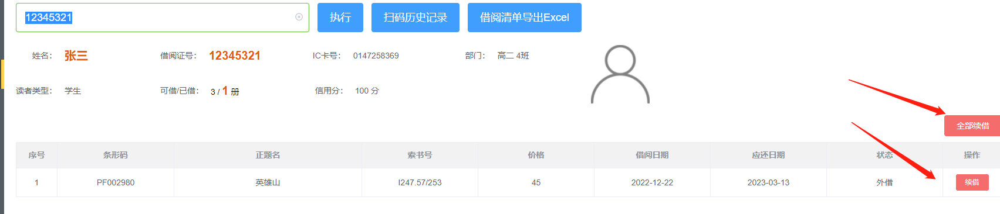 12345321 执行 扫码历史记录 借阅清单导出Excel
姓名： 张三 借阅证号： 12345321 IC卡号： 0147258369 部门： 高二 4班
读者类型： 学生 可借/已借： 3 / 1 册 信用分： 100 分
全部续借
序号 条形码 正题名 索书号 价格 借阅日期 应还日期 状态 操作
1 PF002980 英雄山 I247.57/253 45 2022-12-22 2023-03-13 外借 续借